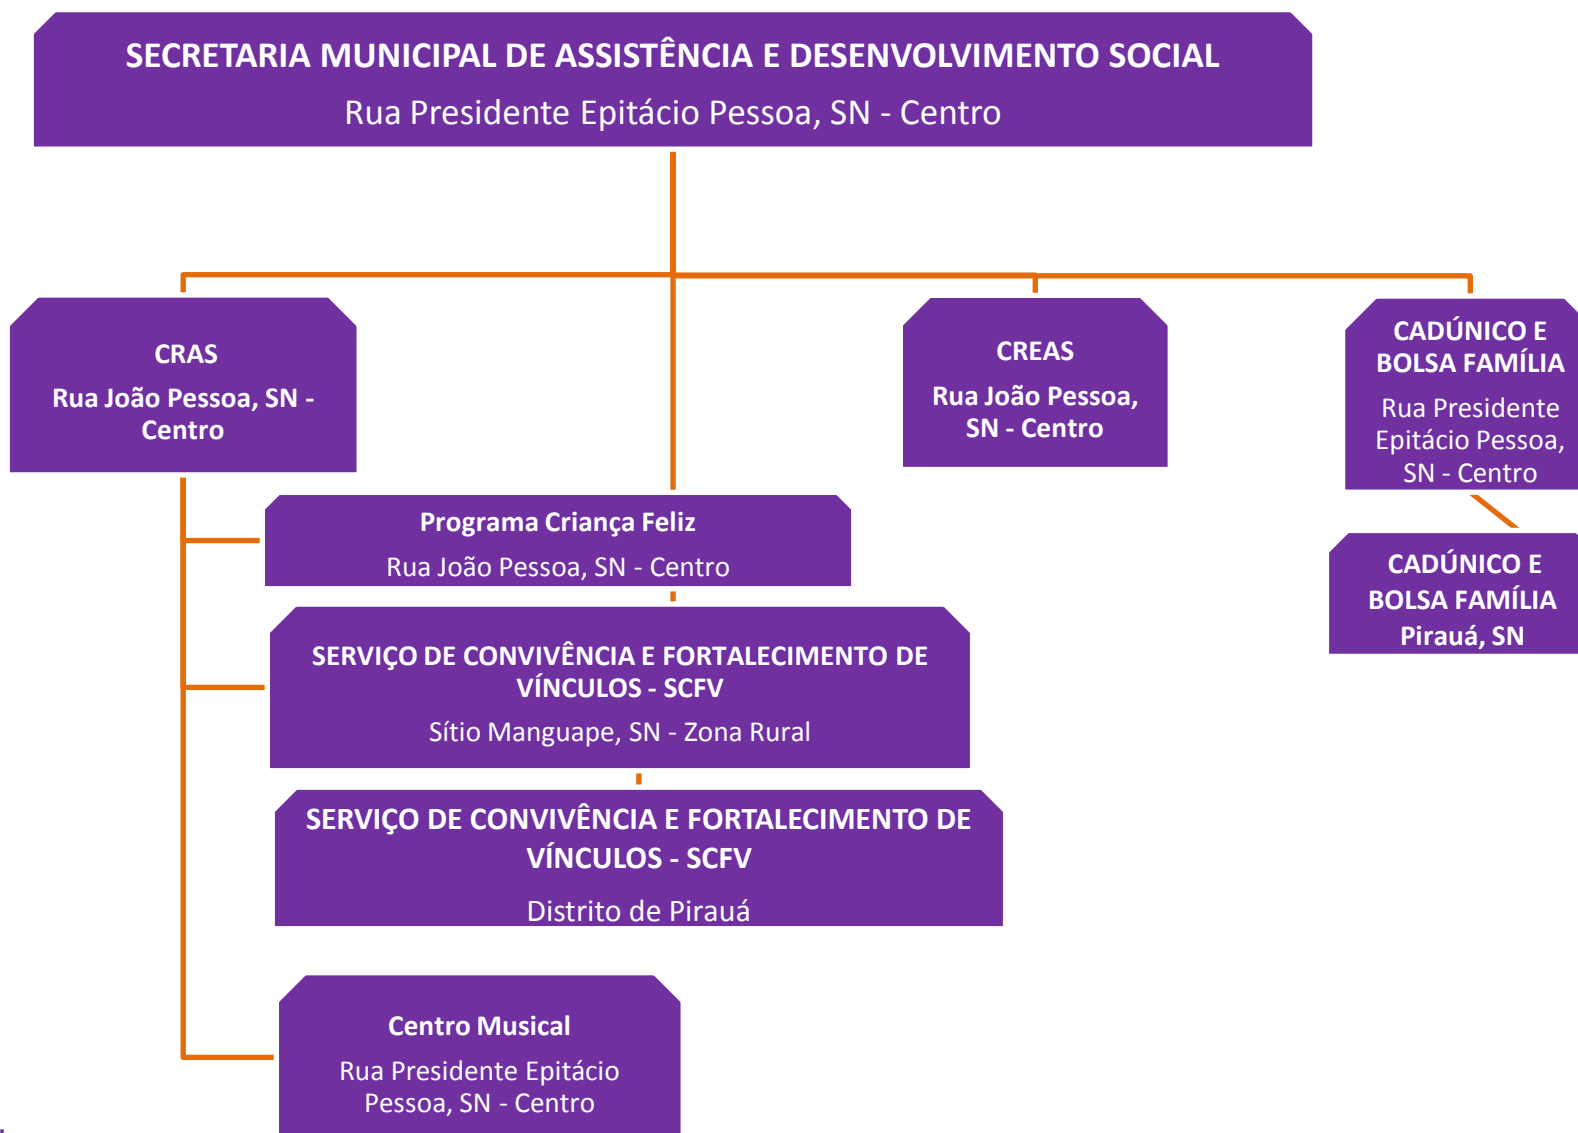 SECRETARIA MUNICIPAL DE ASSISTÊNCIA E DESENVOLVIMENTO SOCIAL
Rua Presidente Epitácio Pessoa, SN - Centro
CRAS
Rua João Pessoa, SN -
Centro
CREAS
Rua João Pessoa,
SN - Centro
CADÚNICO E
BOLSA FAMÍLIA
Rua Presidente
Epitácio Pessoa,
SN - Centro
Programa Criança Feliz
Rua João Pessoa, SN - Centro
CADÚNICO E
BOLSA FAMÍLIA
Pirauá, SN
SERVIÇO DE CONVIVÊNCIA E FORTALECIMENTO DE
VÍNCULOS - SCFV
Sítio Manguape, SN - Zona Rural
SERVIÇO DE CONVIVÊNCIA E FORTALECIMENTO DE
VÍNCULOS - SCFV
Distrito de Pirauá
Centro Musical
Rua Presidente Epitácio
Pessoa, SN - Centro